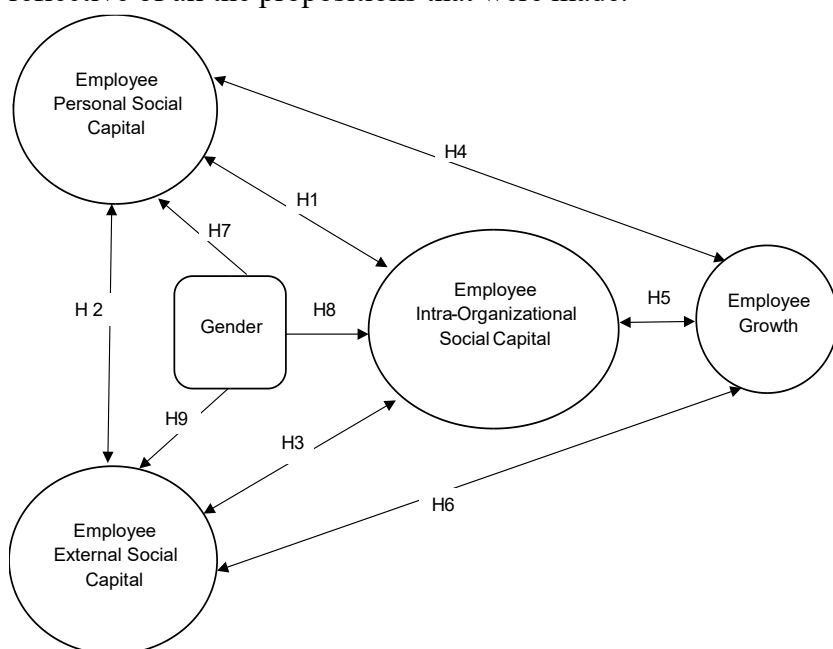 reflective of all the propositions that were made.
Employee
Personal Social
Capital
H4
H1
H7
H 2
Gender
H8
Employee
Intra-Organizational
Social Capital
H5
Employee
Growth
H9
H3
H6
Employee
External Social
Capital